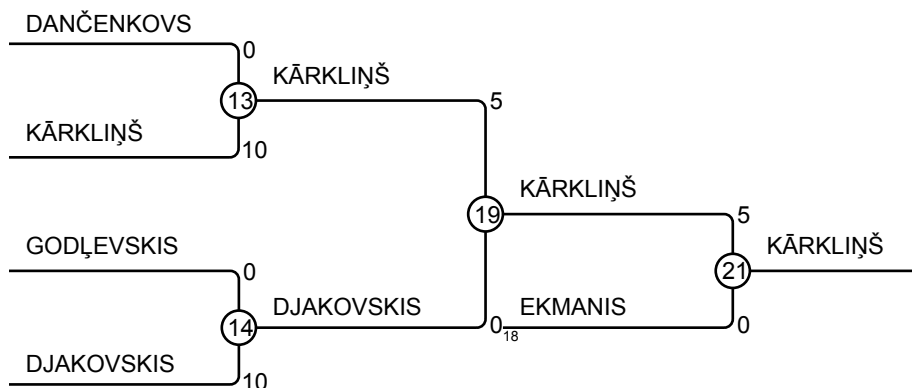 DANČENKOVS
0
KĀRKLIŅŠ
13
5
KĀRKLIŅŠ
10
KĀRKLIŅŠ
19
5
GODĻEVSKIS
KĀRKLIŅŠ
0
21
DJAKOVSKIS
EKMANIS
14
0
18
0
DJAKOVSKIS
10